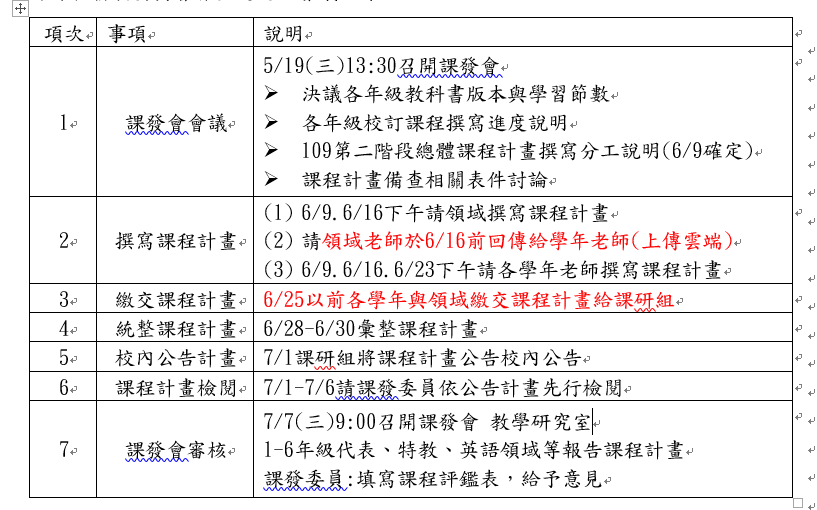 項次 事項 說明
1 課發會會議 5/19(三)13:30召開課發會
➢ 決議各年級教科書版本與學習節數
➢ 各年級校訂課程撰寫進度說明
➢ 109第二階段總體課程計畫撰寫分工說明(6/9確定)
➢ 課程計畫備查相關表件討論
2 撰寫課程計畫 (1) 6/9.6/16下午請領域撰寫課程計畫
(2) 請領域老師於6/16前回傳給學年老師(上傳雲端)
(3) 6/9.6/16.6/23下午請各學年老師撰寫課程計畫
3 繳交課程計畫 6/25以前各學年與領域繳交課程計畫給課研組
4 統整課程計畫 6/28-6/30彙整課程計畫
5 校內公告計畫 7/1課研組將課程計畫公告校內公告
6 課程計畫檢閱 7/1-7/6請課發委員依公告計畫先行檢閱
7 課發會審核 7/7(三)9:00召開課發會 教學研究室
1-6年級代表、特教、英語領域等報告課程計畫
課發委員:填寫課程評鑑表，給予意見